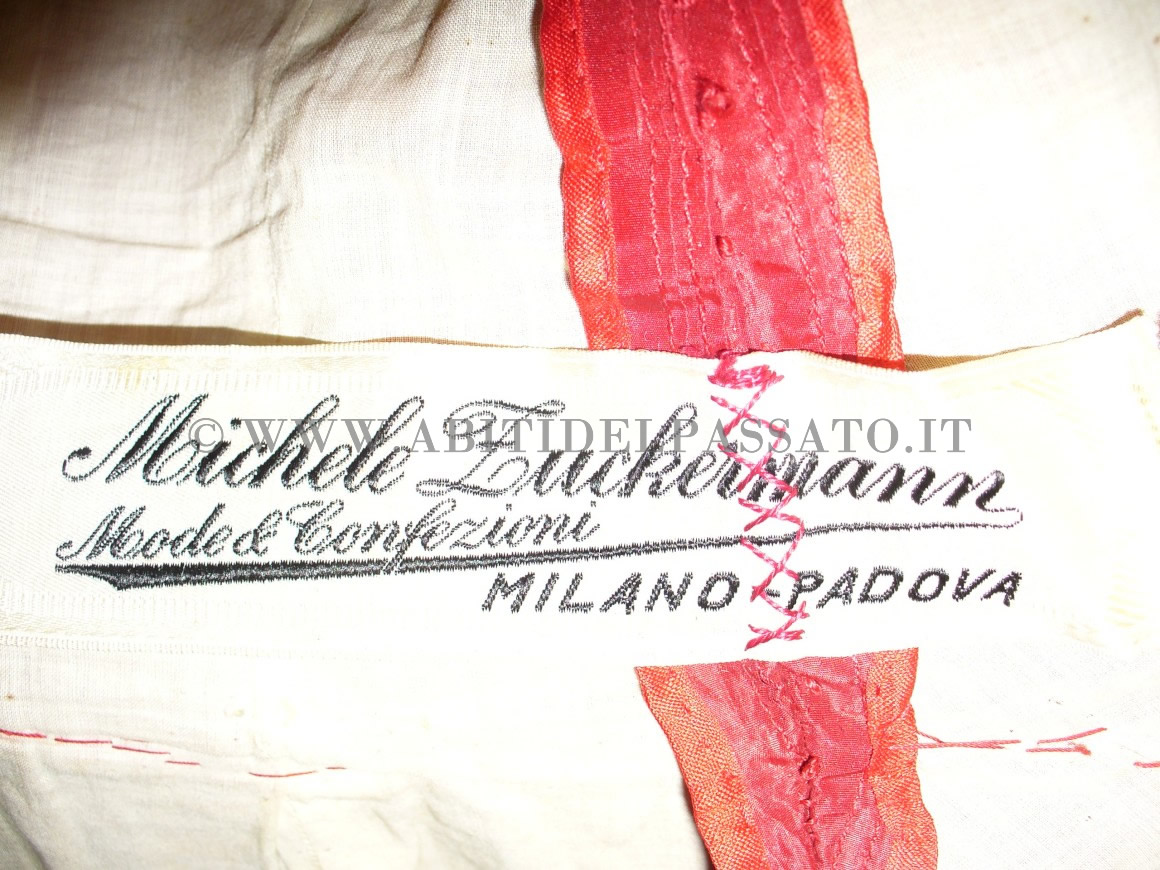 Michele Zuckermann
© WWW.ABITIDELPASSATO.IT
Mode & Confezioni
MILANO - PADOVA